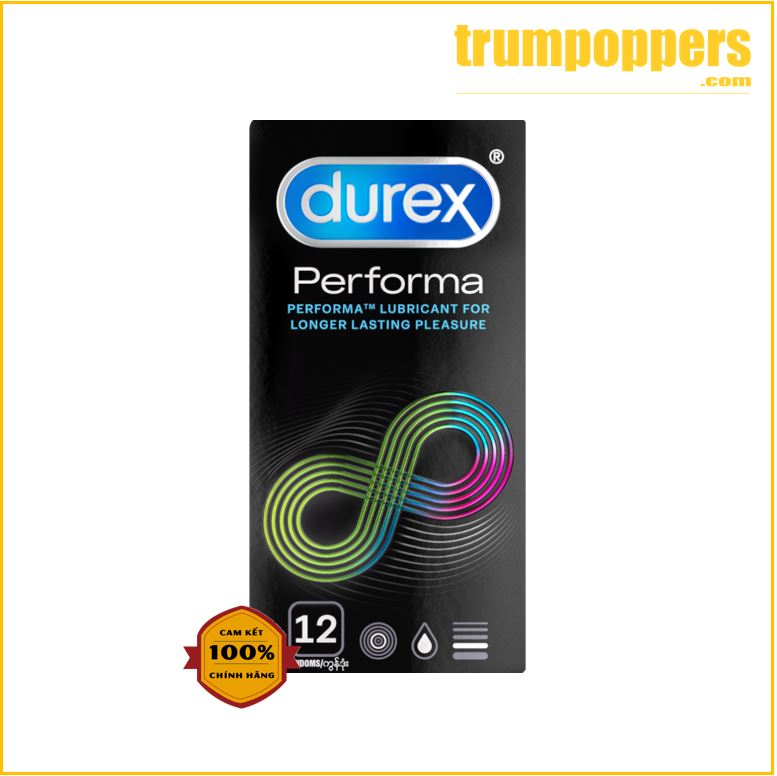 trumpoppers
.com
durex®
Performa
PERFORMA™ LUBRICANT FOR
LONGER LASTING PLEASURE
12
CAM KẾT
100%
CHÍNH HÃNG